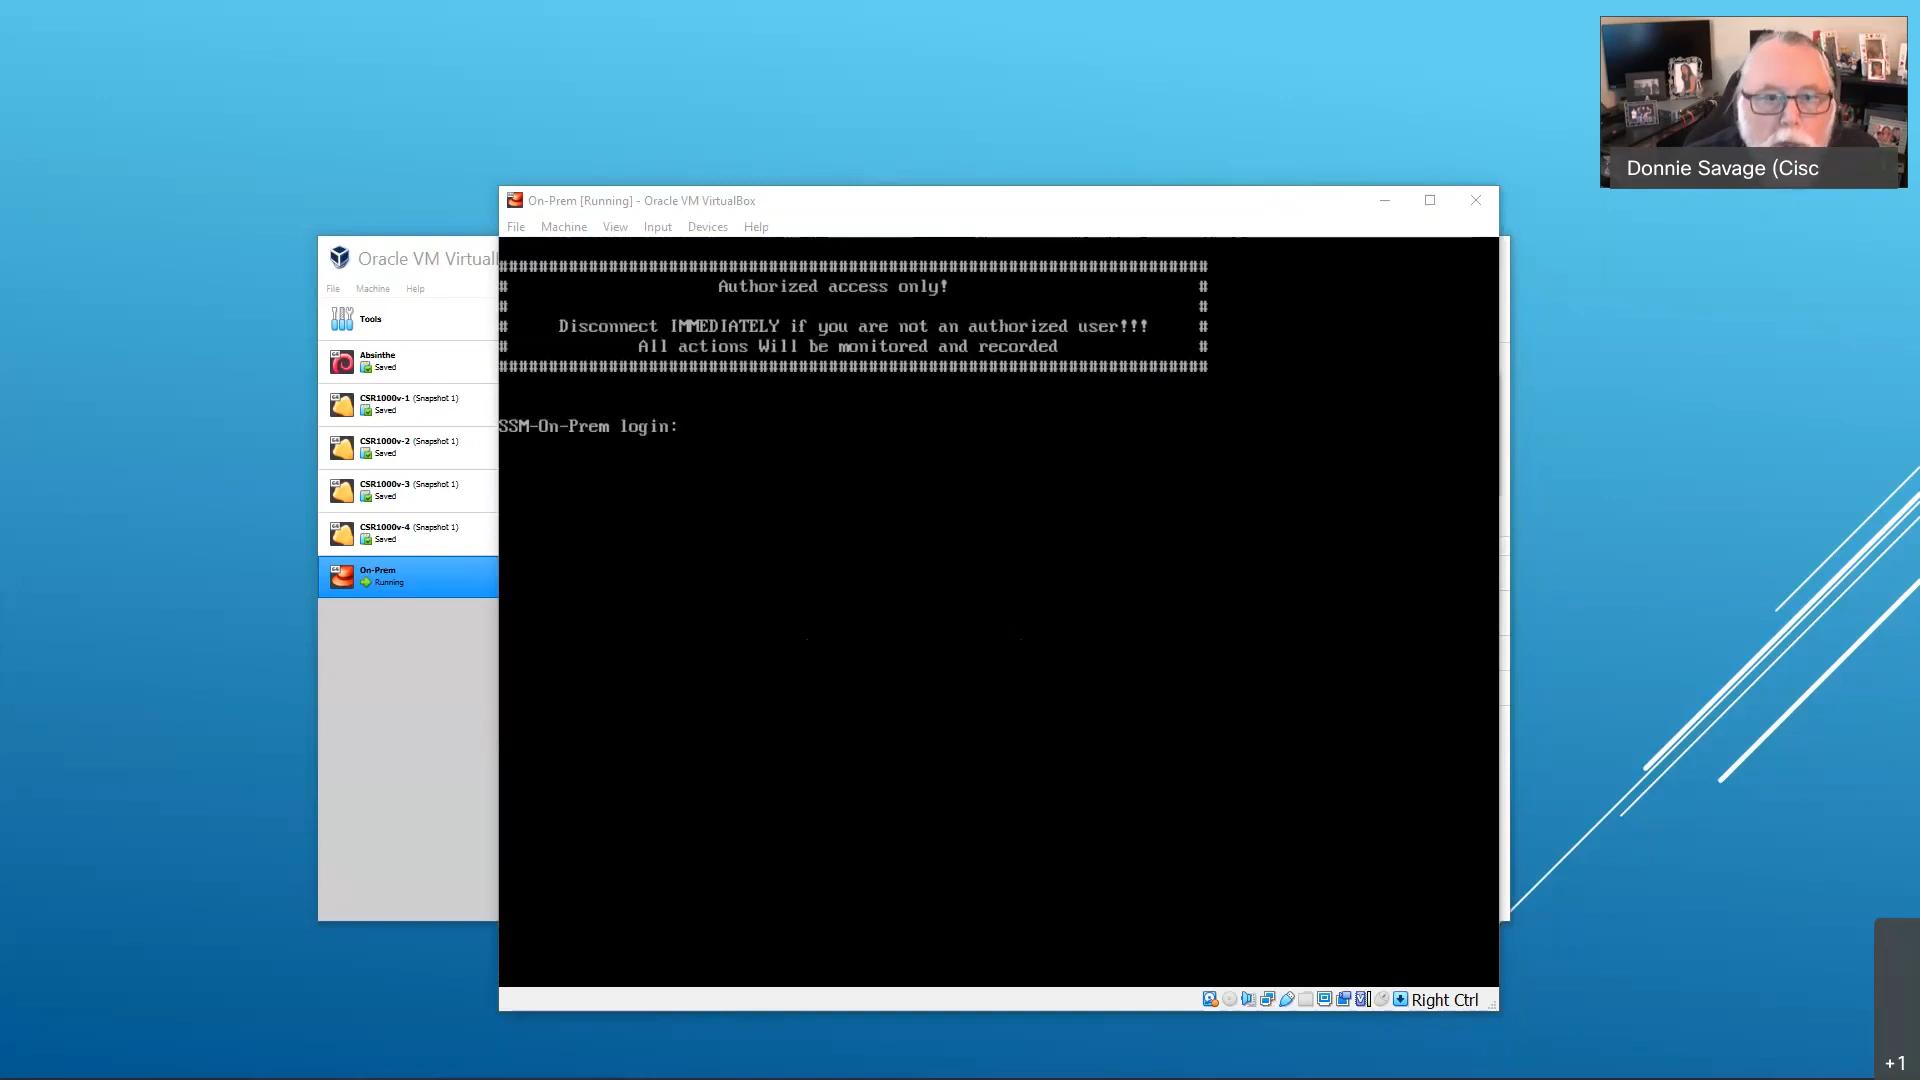 Donnie Savage (Cisc
On-Prem [Running] - Oracle VM VirtualBox
File Machine View Input Devices Help
Oracle VM Virtual
File Machine Help
Tools
Absinthe
Saved
CSR1000v-1 (Snapshot 1)
Saved
CSR1000v-2 (Snapshot 1)
Saved
CSR1000v-3 (Snapshot 1)
Saved
CSR1000v-4 (Snapshot 1)
Saved
On-Prem
Running
#######################################################################
# Authorized access only! #
# #
# Disconnect IMMEDIATELY if you are not an authorized user!!! #
# All actions Will be monitored and recorded #
#######################################################################
SSM-On-Prem login:
Right Ctrl
+1